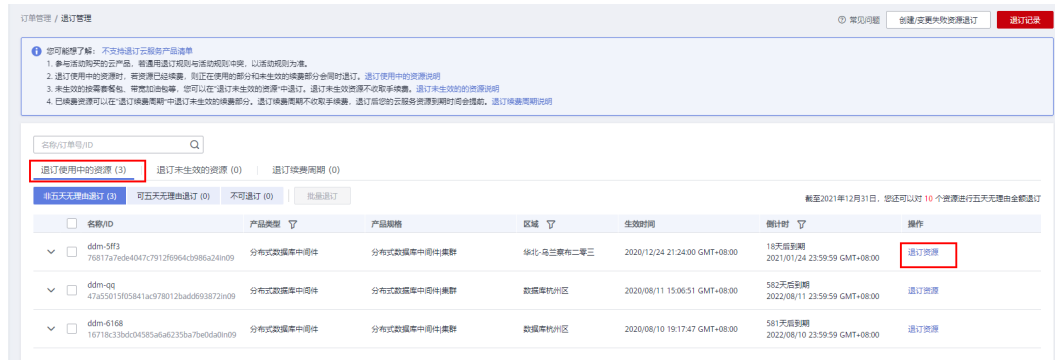 订单管理 / 退订管理
常见问题
创建/变更失败资源退订
退订记录
您可能想了解： 不支持退订云服务产品清单
1. 参与活动购买的云产品，若通用退订规则与活动规则冲突，以活动规则为准。
2. 退订使用中的资源时，若资源已经续费，则正在使用的部分和未生效的续费部分会同时退订。退订使用中的资源说明
3. 未生效的按需套餐包、带宽加油包等，您可以在“退订未生效的资源”中退订。退订未生效资源不收取手续费。退订未生效的的资源说明
4. 已续费资源可以在“退订续费周期”中退订未生效的续费部分。退订续费周期不收取手续费，退订后您的云服务资源到期时间会提前。退订续费周期说明
名称/订单号/ID
退订使用中的资源 (3)
退订未生效的资源 (0)
退订续费周期 (0)
非五天无理由退订 (3)
可五天无理由退订 (0)
不可退订 (0)
批量退订
截至2021年12月31日，您还可以对 10 个资源进行五天无理由全额退订
名称/ID 产品类型 产品规格 区域 生效时间 倒计时 操作
ddm-5ff3
76817a7ede4047c7912f6964cb986a24in09
分布式数据库中间件
分布式数据库中间件|集群
华北-乌兰察布二零三
2020/12/24 21:24:00 GMT+08:00
18天后到期
2021/01/24 23:59:59 GMT+08:00
退订资源
ddm-qq
47a55015f05841ac978012badd693872in09
分布式数据库中间件
分布式数据库中间件|集群
数据库杭州区
2020/08/11 15:06:51 GMT+08:00
582天后到期
2022/08/11 23:59:59 GMT+08:00
退订资源
ddm-6168
16718c33bdc04585a6a6235ba7be0da0in09
分布式数据库中间件
分布式数据库中间件|集群
数据库杭州区
2020/08/10 19:17:47 GMT+08:00
581天后到期
2022/08/10 23:59:59 GMT+08:00
退订资源